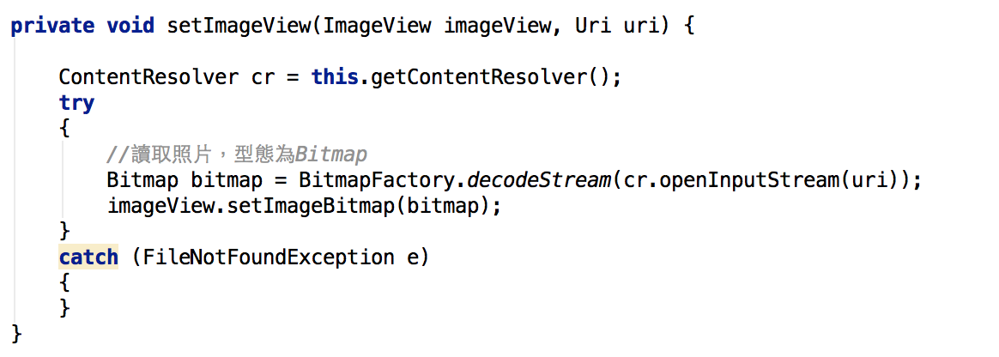 private void setImageView(ImageView imageView, Uri uri) {
ContentResolver cr = this.getContentResolver();
try
{
//讀取照片，型態為Bitmap
Bitmap bitmap = BitmapFactory.decodeStream(cr.openInputStream(uri));
imageView.setImageBitmap(bitmap);
}
catch (FileNotFoundException e)
{
}
}